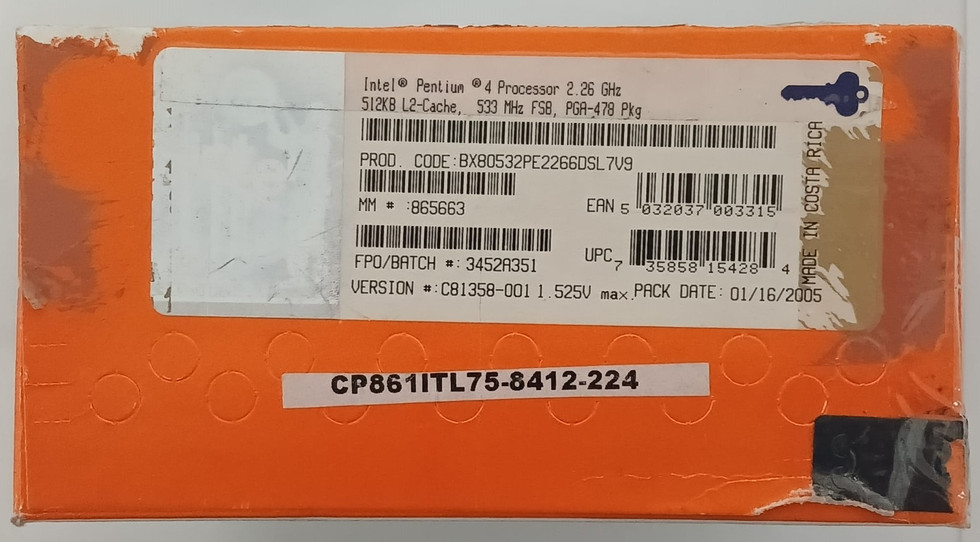 Intel® Pentium ®4 Processor 2.26 GHz
512KB L2-Cache, 533 MHz FSB, PGA-478 Pkg
PROD. CODE:BX80532PE2266DSL7V9
MM # :865663
EAN 5 032037 003315
FPO/BATCH #: 3452A351
UPC 7 35858 15428 4
VERSION #:C81358-001 1.525V max. PACK DATE: 01/16/2005
MADE IN COSTA RICA
CP861ITL75-8412-224